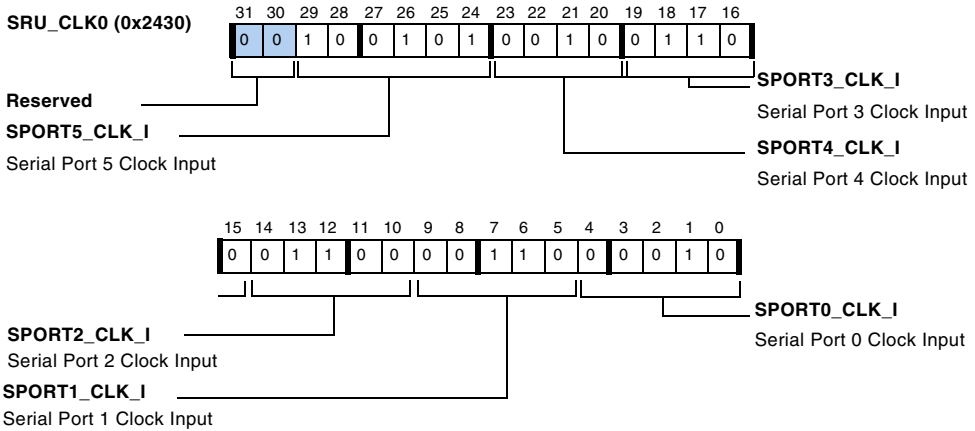 SRU_CLK0 (0x2430)
31 30 29 28 27 26 25 24 23 22 21 20 19 18 17 16
0 0 1 0 0 1 0 1 0 0 1 0 0 1 1 0
Reserved
SPORT5_CLK_I
Serial Port 5 Clock Input
SPORT3_CLK_I
Serial Port 3 Clock Input
SPORT4_CLK_I
Serial Port 4 Clock Input
15 14 13 12 11 10 9 8 7 6 5 4 3 2 1 0
0 0 1 1 0 0 0 0 1 1 0 0 0 0 1 0
SPORT2_CLK_I
Serial Port 2 Clock Input
SPORT1_CLK_I
Serial Port 1 Clock Input
SPORT0_CLK_I
Serial Port 0 Clock Input